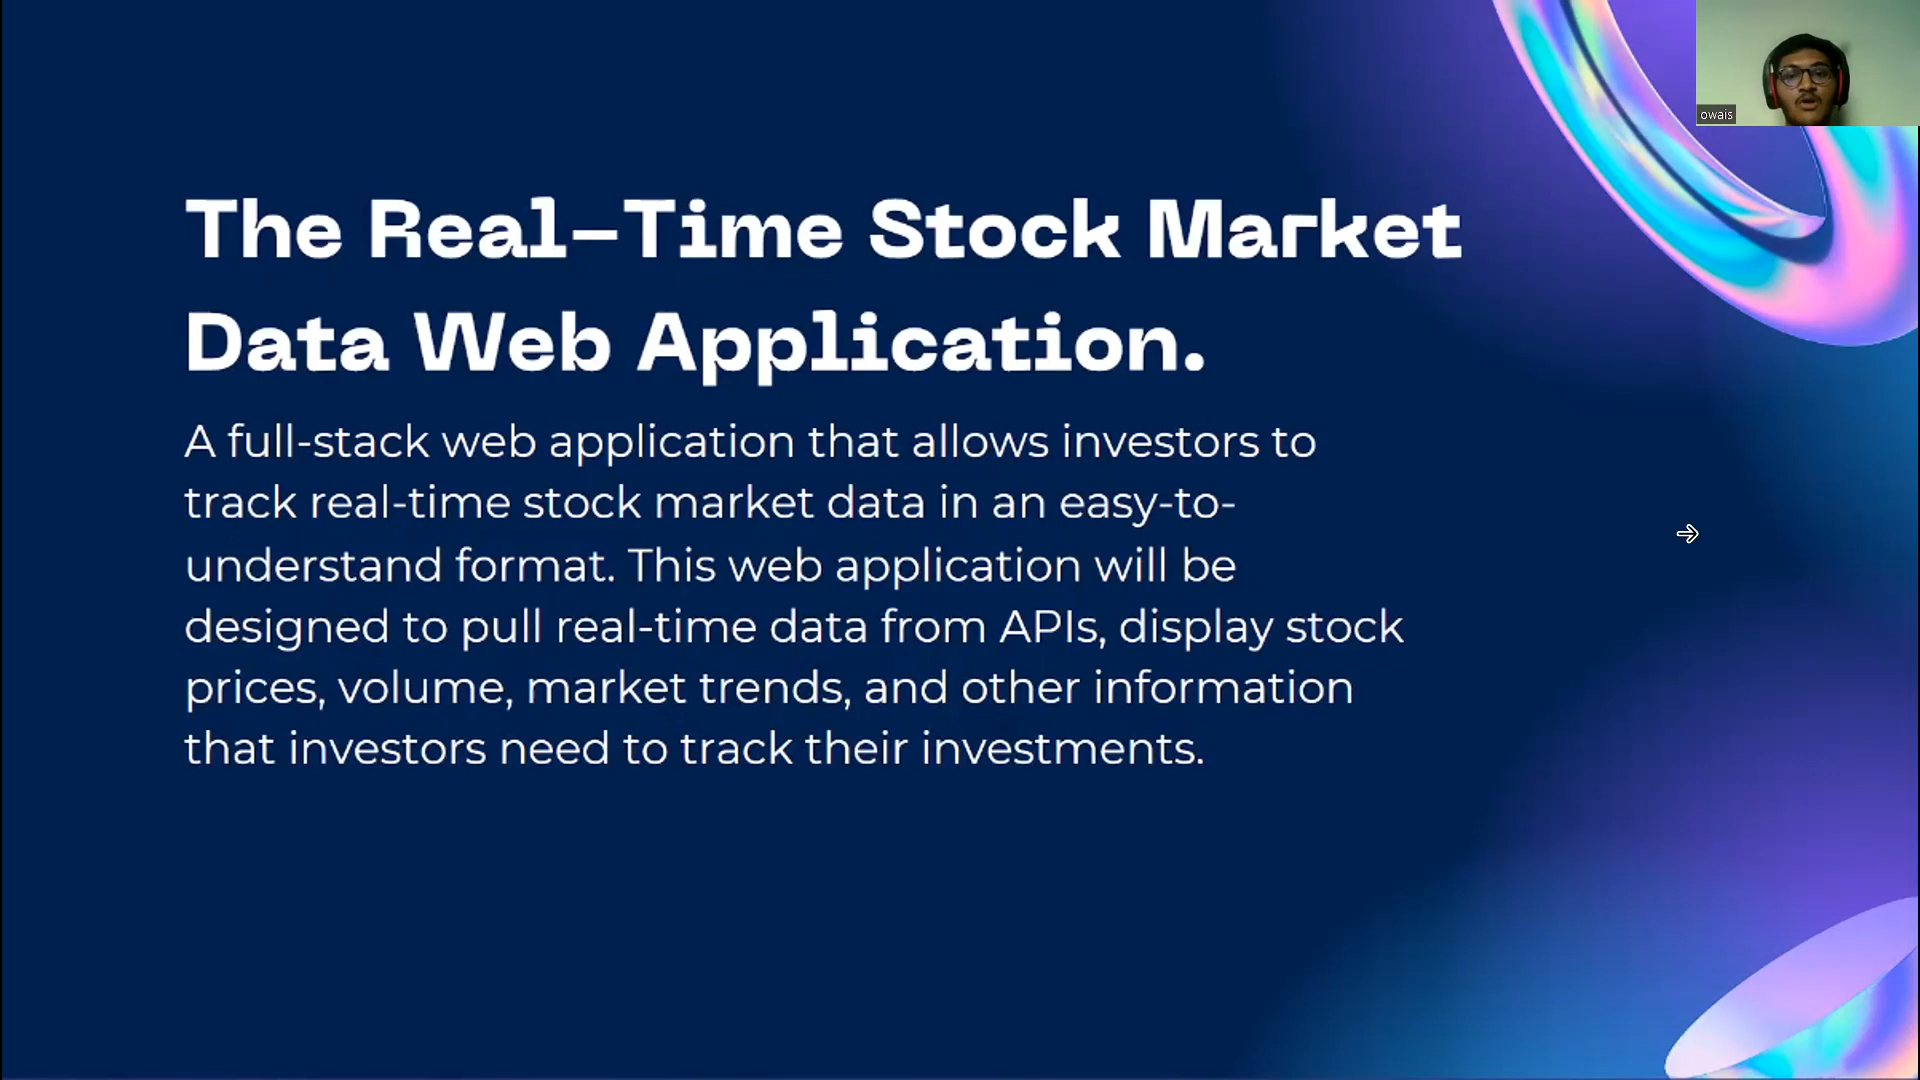 owais
The Real-Time Stock Market
Data Web Application.
A full-stack web application that allows investors to
track real-time stock market data in an easy-to-
understand format. This web application will be
designed to pull real-time data from APIs, display stock
prices, volume, market trends, and other information
that investors need to track their investments.